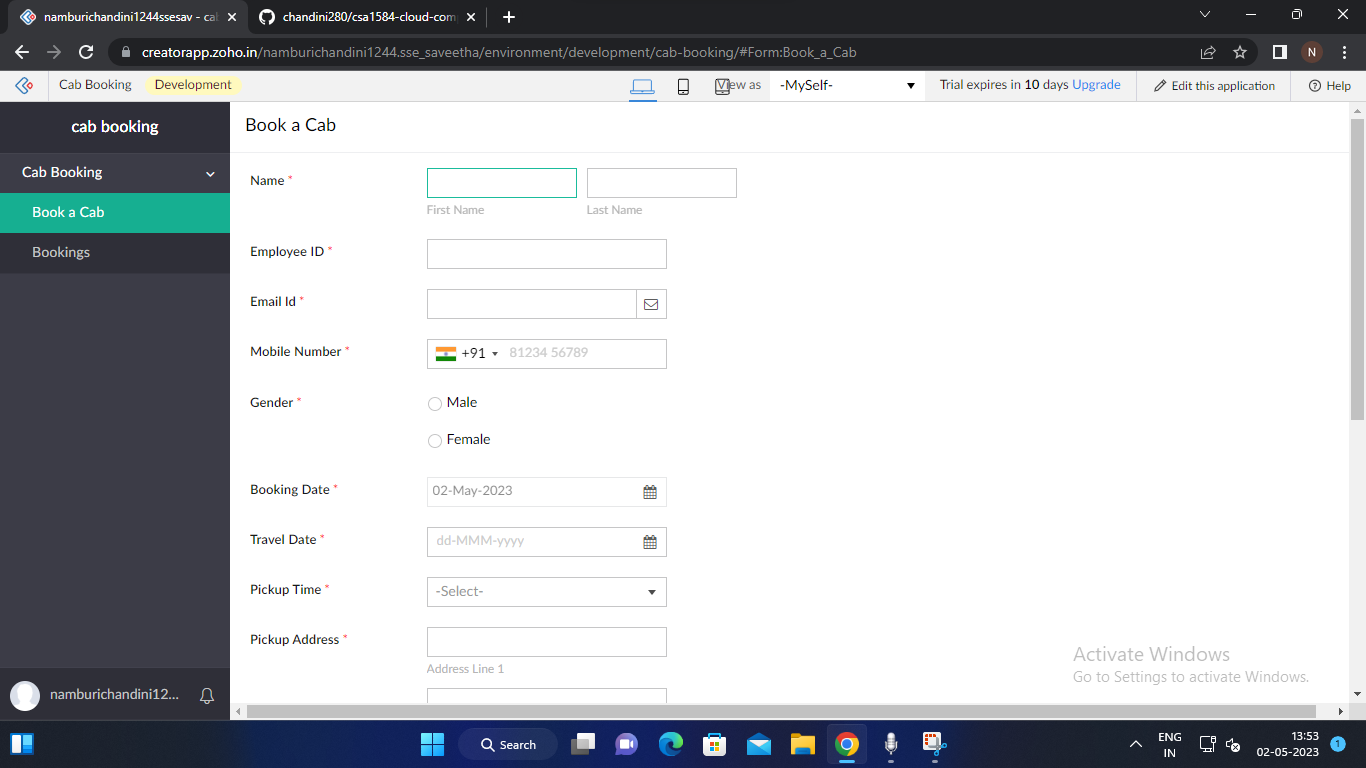 namburichandini1244ssesav - cal
chandini280/csa1584-cloud-com
creatorapp.zoho.in/namburichandini1244.sse_saveetha/environment/development/cab-booking/#Form:Book_a_Cab
N
Cab Booking Development View as -MySelf- Trial expires in 10 days Upgrade Edit this application Help
cab booking
Cab Booking
Book a Cab
Bookings
namburichandini12...
Book a Cab
Name *
First Name Last Name
Employee ID *
Email Id *
Mobile Number * +91 81234 56789
Gender * Male
Female
Booking Date * 02-May-2023
Travel Date * dd-MMM-yyyy
Pickup Time * -Select-
Pickup Address *
Address Line 1
Activate Windows
Go to Settings to activate Windows.
Search
ENG
IN
13:53
02-05-2023
1